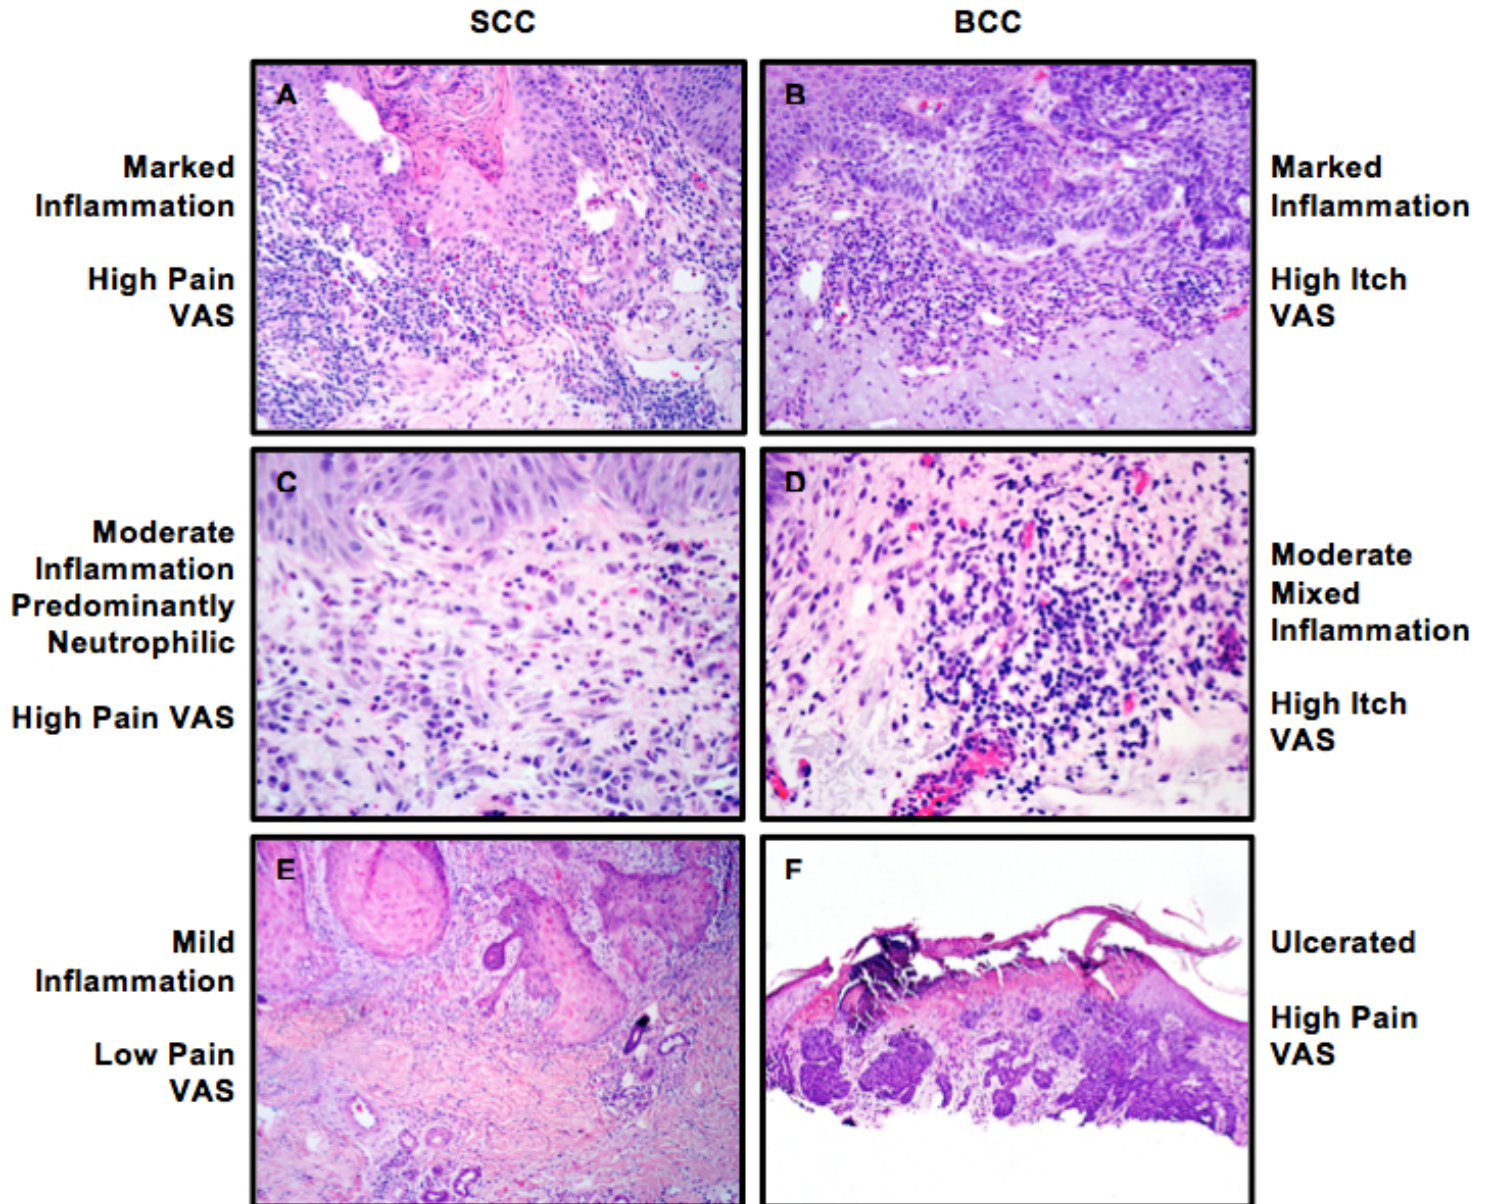 SCC
BCC
A
Marked
Inflammation
High Pain
VAS
B
Marked
Inflammation
High Itch
VAS
C
Moderate
Inflammation
Predominantly
Neutrophilic
High Pain VAS
D
Moderate
Mixed
Inflammation
High Itch
VAS
E
Mild
Inflammation
Low Pain
VAS
F
Ulcerated
High Pain
VAS